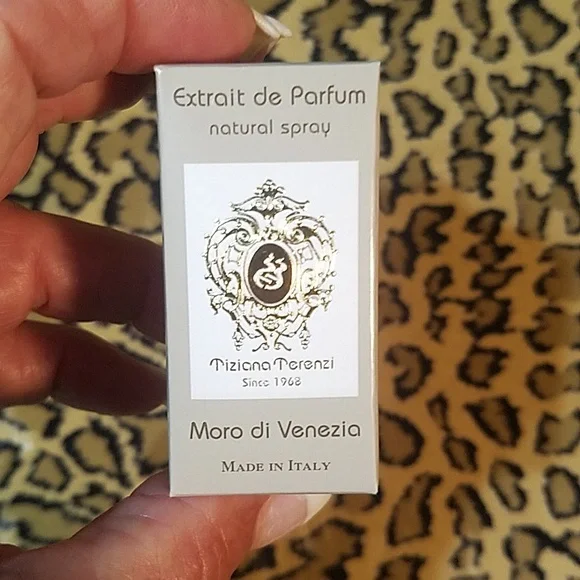 Extrait de Parfum
natural spray
Tiziana Terenzi
Since 1968
Moro di Venezia
MADE IN ITALY